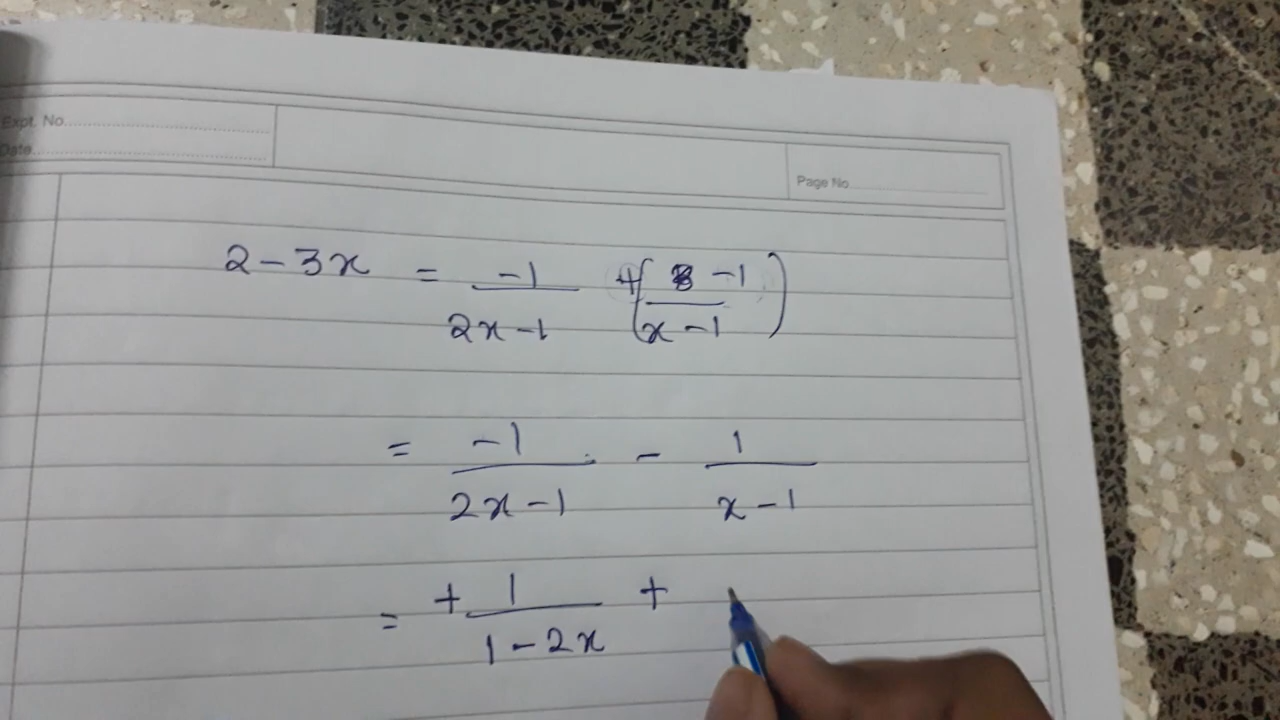 Expt. No.
Date
Page No.
2 - 3x = -1/(2x - 1) + ( -1/(x - 1) )
= -1/(2x - 1) - 1/(x - 1)
= + 1/(1 - 2x) +